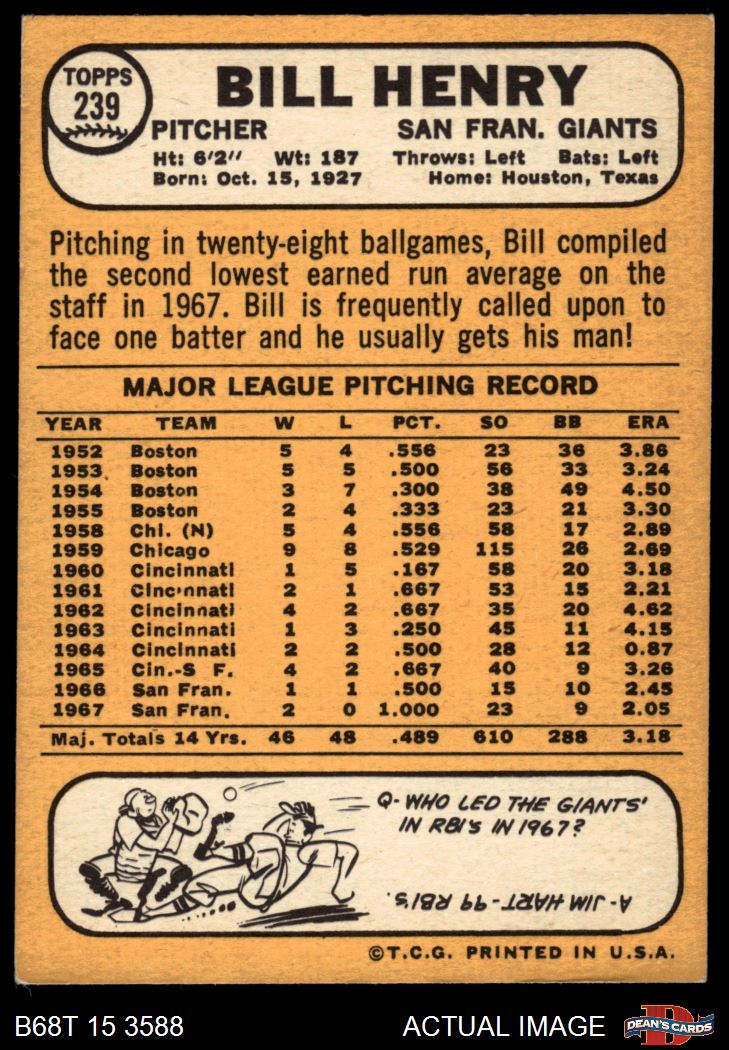 TOPPS
239
BILL HENRY
PITCHER SAN FRAN. GIANTS
Ht: 6'2" Wt: 187 Throws: Left Bats: Left
Born: Oct. 15, 1927 Home: Houston, Texas
Pitching in twenty-eight ballgames, Bill compiled
the second lowest earned run average on the
staff in 1967. Bill is frequently called upon to
face one batter and he usually gets his man!
MAJOR LEAGUE PITCHING RECORD
YEAR TEAM W L PCT. SO BB ERA
1952 Boston 5 4 .556 23 36 3.86
1953 Boston 5 5 .500 56 33 3.24
1954 Boston 3 7 .300 38 49 4.50
1955 Boston 2 4 .333 23 21 3.30
1958 Chi. (N) 5 4 .556 58 17 2.89
1959 Chicago 9 8 .529 115 26 2.69
1960 Cincinnati 1 5 .167 58 20 3.18
1961 Cincinnati 2 1 .667 53 15 2.21
1962 Cincinnati 4 2 .667 35 20 4.62
1963 Cincinnati 1 3 .250 45 11 4.15
1964 Cincinnati 2 2 .500 28 12 0.87
1965 Cin.-S F. 4 2 .667 40 9 3.26
1966 San Fran. 1 1 .500 15 10 2.45
1967 San Fran. 2 0 1.000 23 9 2.05
Maj. Totals 14 Yrs. 46 48 .489 610 288 3.18
Q- WHO LED THE GIANTS'
IN RBI's IN 1967?
A- JIM HART - 99 RBI's.
©T.C.G. PRINTED IN U.S.A.
B68T 15 3588 ACTUAL IMAGE
DEAN'S CARDS